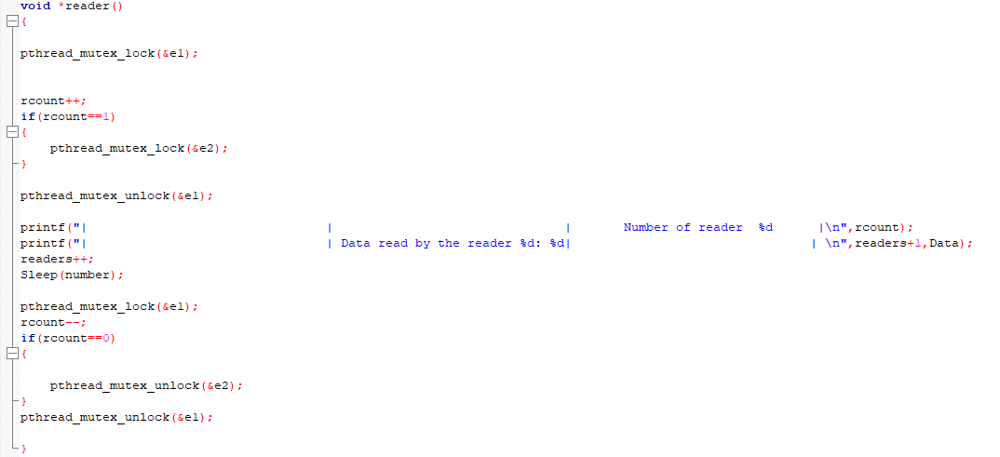 void *reader()
{
pthread_mutex_lock(&e1);
rcount++;
if(rcount==1)
{
    pthread_mutex_lock(&e2);
}
pthread_mutex_unlock(&e1);
printf("|                                |                               |       Number of reader  %d      |\n",rcount);
printf("|                                | Data read by the reader %d: %d|                                | \n",readers+1,Data);
readers++;
Sleep(number);
pthread_mutex_lock(&e1);
rcount--;
if(rcount==0)
{
    pthread_mutex_unlock(&e2);
}
pthread_mutex_unlock(&e1);
}